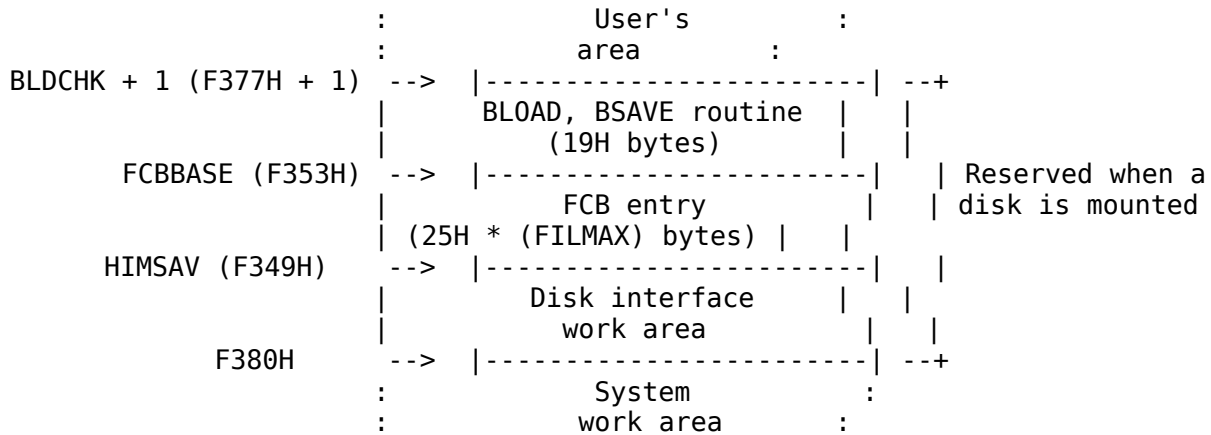 : User's :
: area :
BLDCHK + 1 (F377H + 1) --> |------------------------| --+
| BLOAD, BSAVE routine | |
| (19H bytes) | |
FCBBASE (F353H) --> |------------------------| | Reserved when a
| FCB entry | | disk is mounted
| (25H * (FILMAX) bytes) | |
HIMSAV (F349H) --> |------------------------| |
| Disk interface | |
| work area | |
F380H --> |------------------------| --+
: System :
: work area :